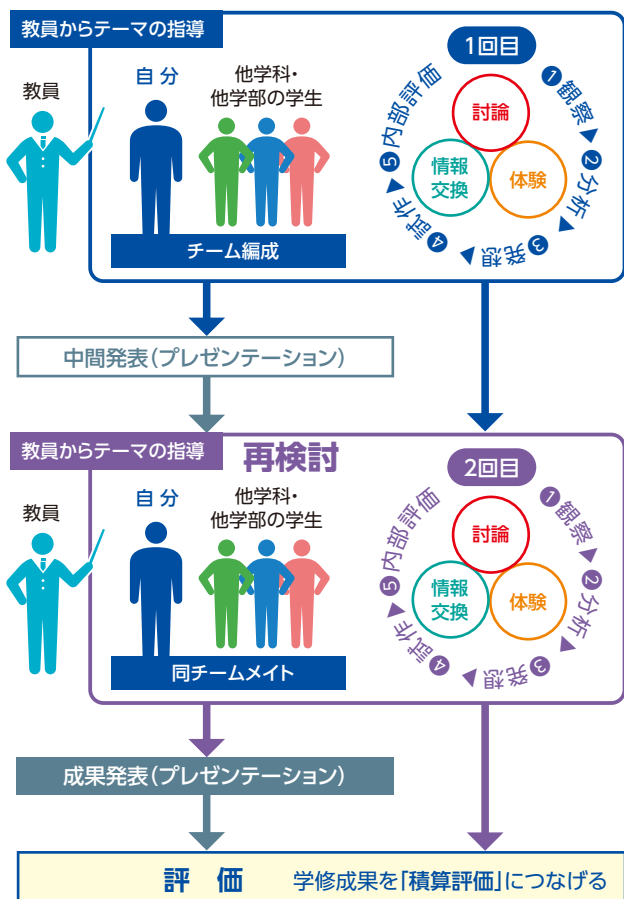 教員からテーマの指導
1回目
教員
自分
他学科・
他学部の学生
チーム編成
討論
情報
交換
体験
❶観察▶❷分析▶❸発想▶❹試作▶❺内部評価
中間発表(プレゼンテーション)
教員からテーマの指導
再検討
2回目
教員
自分
他学科・
他学部の学生
同チームメイト
討論
情報
交換
体験
❶観察▶❷分析▶❸発想▶❹試作▶❺内部評価
成果発表(プレゼンテーション)
評価 学修成果を「積算評価」につなげる